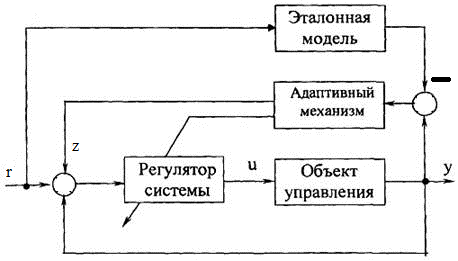 Эталонная
модель
Адаптивный
механизм
z
r
Регулятор
системы
u
Объект
управления
y